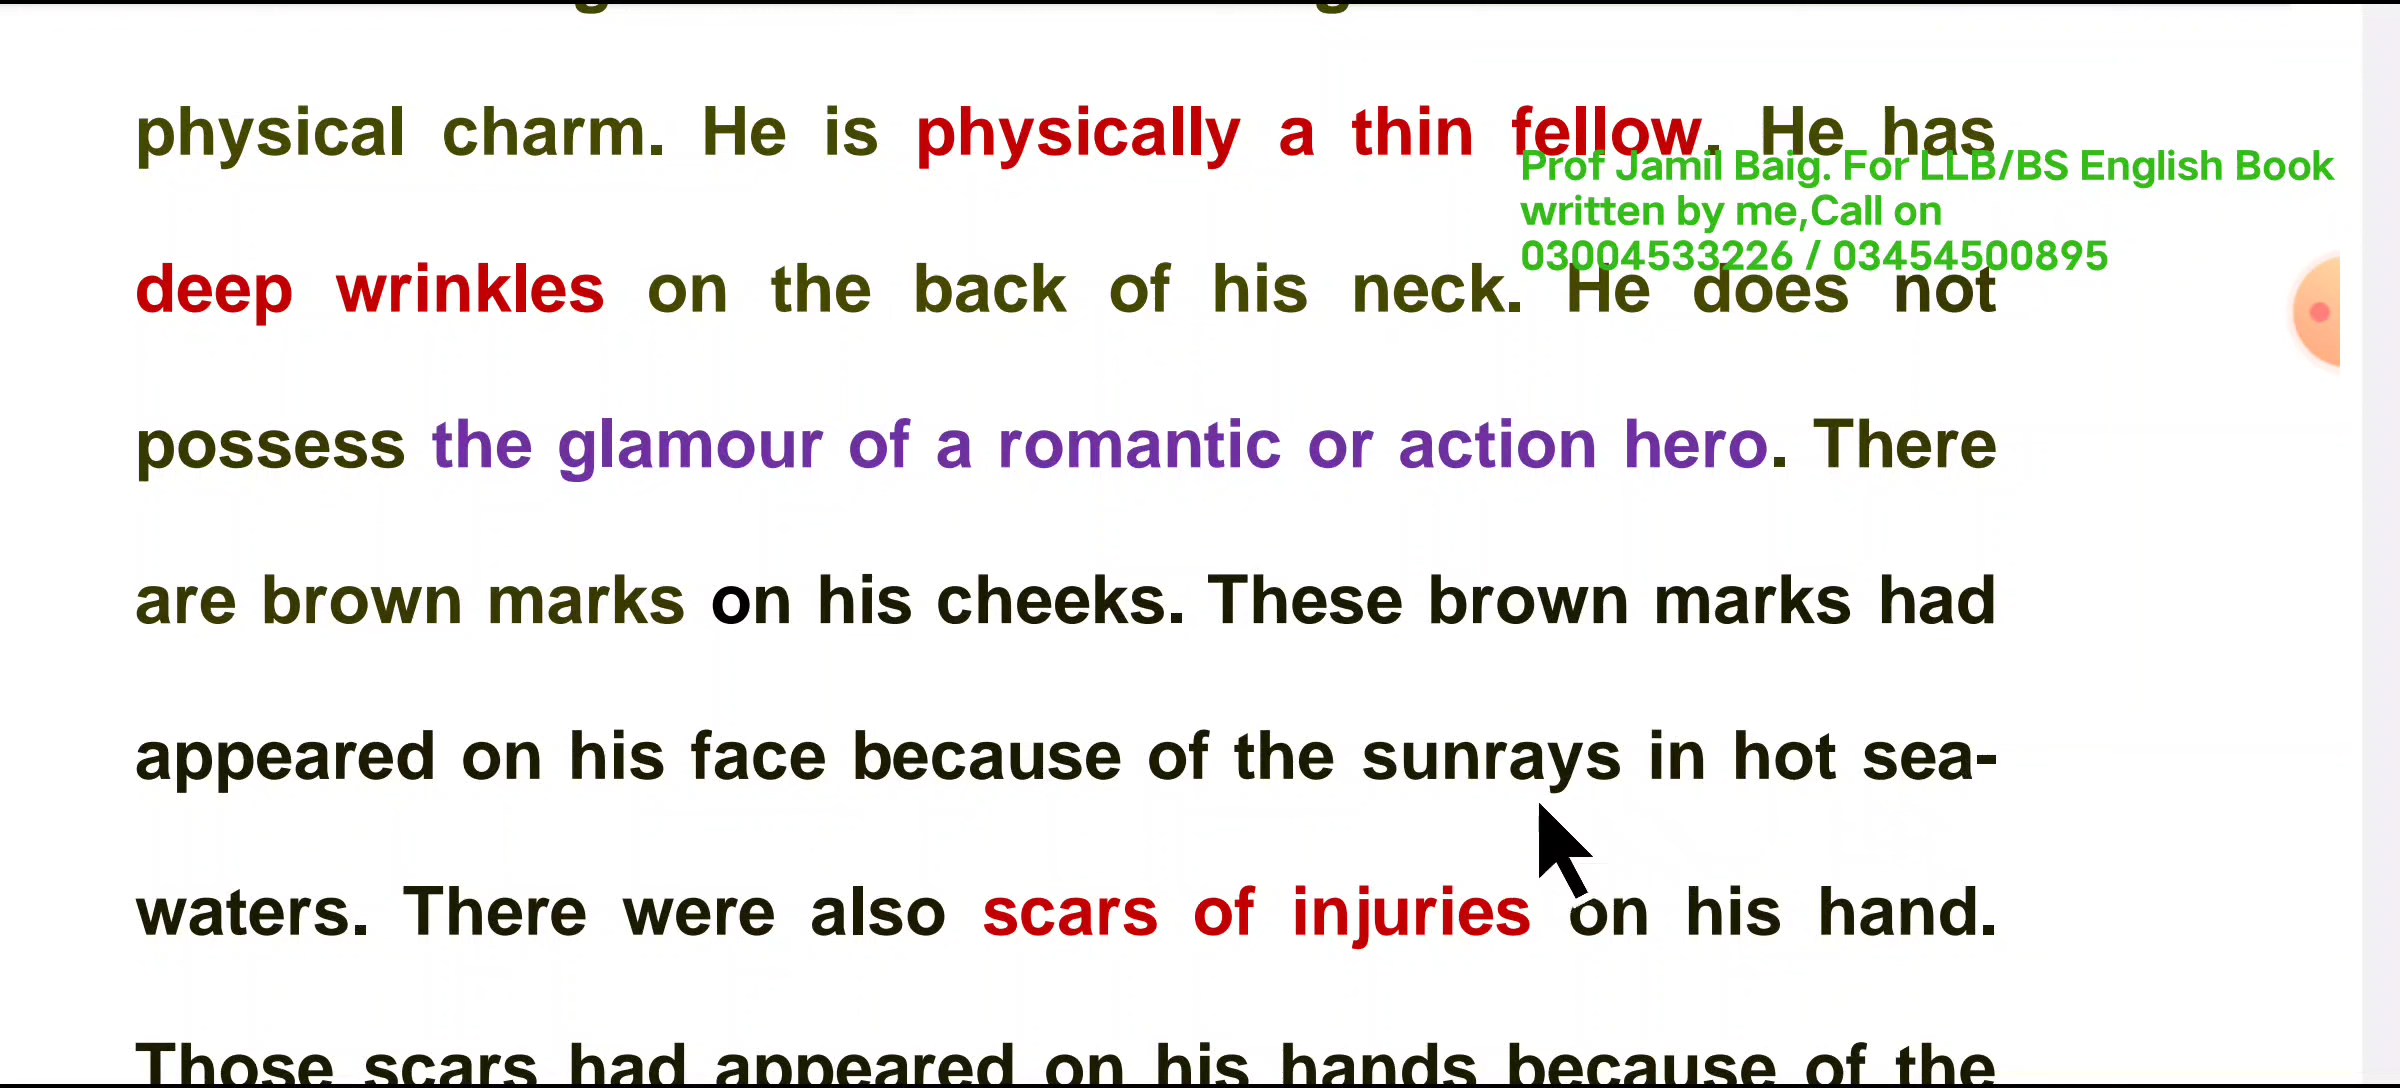 physical charm. He is physically a thin fellow. He has
Prof Jamil Baig. For LLB/BS English Book
written by me,Call on
03004533226 / 03454500895
deep wrinkles on the back of his neck. He does not
possess the glamour of a romantic or action hero. There
are brown marks on his cheeks. These brown marks had
appeared on his face because of the sunrays in hot sea-
waters. There were also scars of injuries on his hand.
Those scars had appeared on his hands because of the